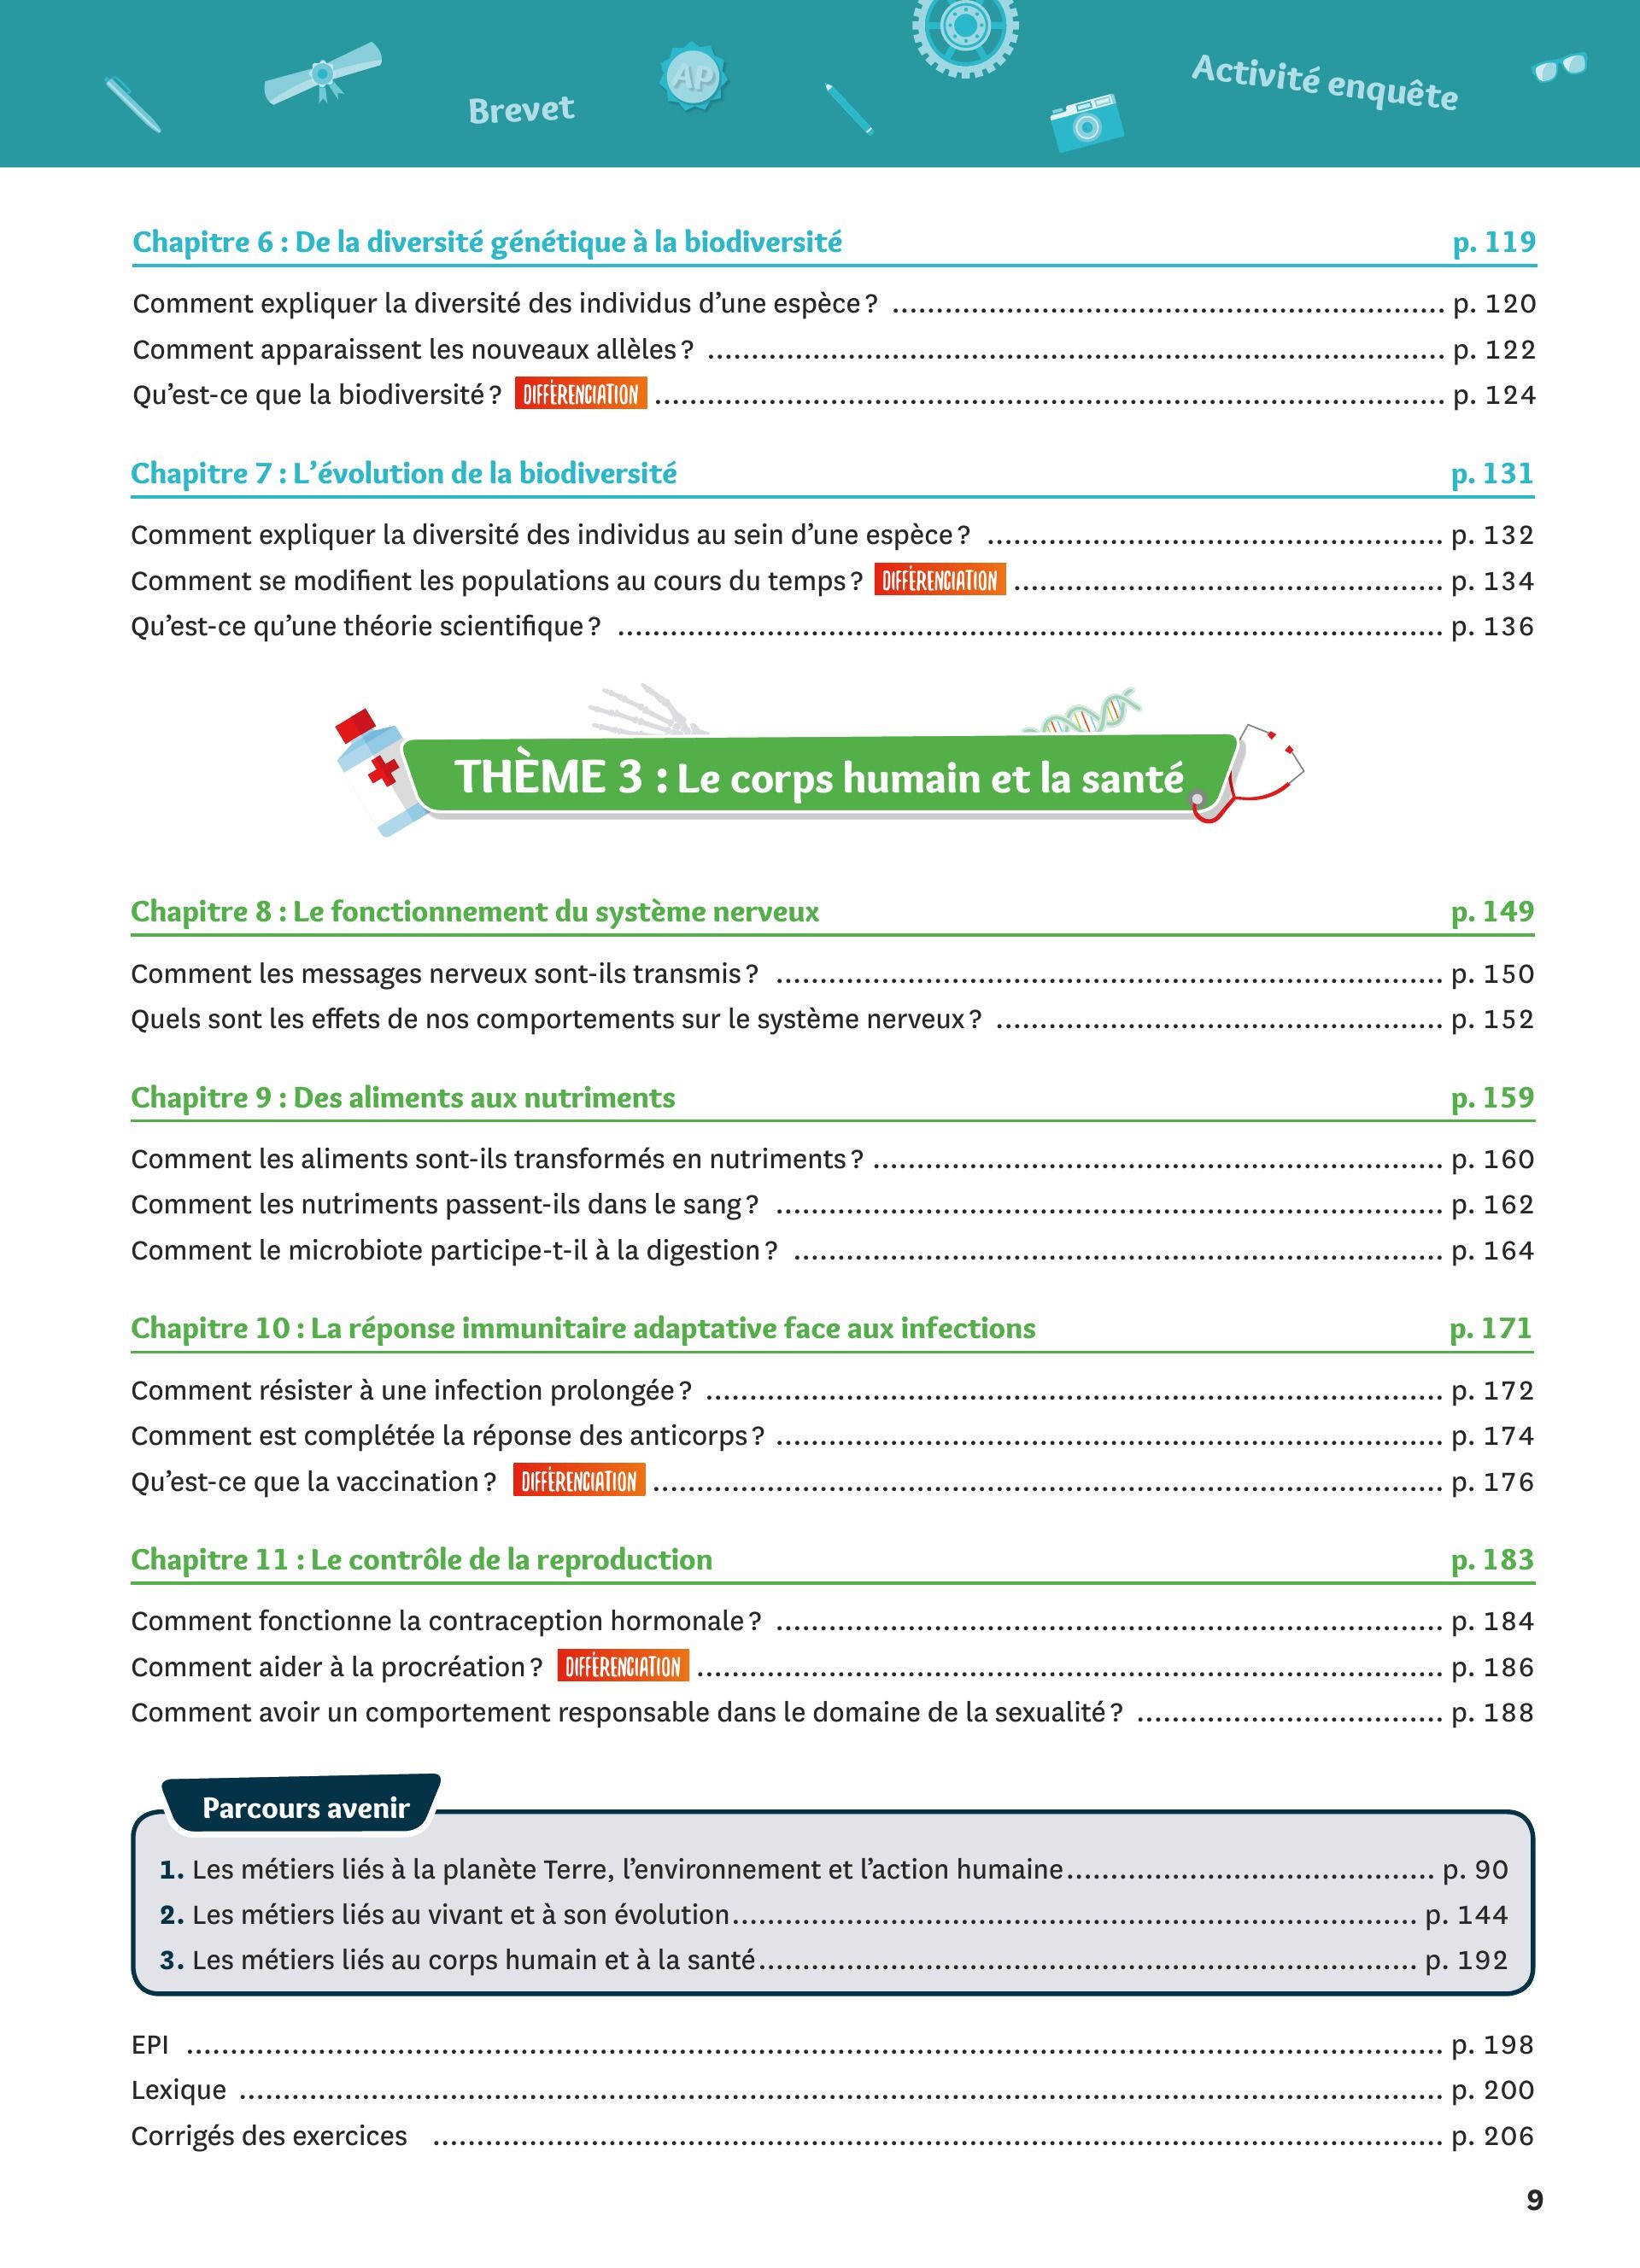 Brevet
AP
Activité enquête
Chapitre 6 : De la diversité génétique à la biodiversité p. 119
Comment expliquer la diversité des individus d’une espèce ? p. 120
Comment apparaissent les nouveaux allèles ? p. 122
Qu’est-ce que la biodiversité ? DIFFÉRENCIATION p. 124
Chapitre 7 : L’évolution de la biodiversité p. 131
Comment expliquer la diversité des individus au sein d’une espèce ? p. 132
Comment se modifient les populations au cours du temps ? DIFFÉRENCIATION p. 134
Qu’est-ce qu’une théorie scientifique ? p. 136
THÈME 3 : Le corps humain et la santé
Chapitre 8 : Le fonctionnement du système nerveux p. 149
Comment les messages nerveux sont-ils transmis ? p. 150
Quels sont les effets de nos comportements sur le système nerveux ? p. 152
Chapitre 9 : Des aliments aux nutriments p. 159
Comment les aliments sont-ils transformés en nutriments ? p. 160
Comment les nutriments passent-ils dans le sang ? p. 162
Comment le microbiote participe-t-il à la digestion ? p. 164
Chapitre 10 : La réponse immunitaire adaptative face aux infections p. 171
Comment résister à une infection prolongée ? p. 172
Comment est complétée la réponse des anticorps ? p. 174
Qu’est-ce que la vaccination ? DIFFÉRENCIATION p. 176
Chapitre 11 : Le contrôle de la reproduction p. 183
Comment fonctionne la contraception hormonale ? p. 184
Comment aider à la procréation ? DIFFÉRENCIATION p. 186
Comment avoir un comportement responsable dans le domaine de la sexualité ? p. 188
Parcours avenir
1. Les métiers liés à la planète Terre, l’environnement et l’action humaine p. 90
2. Les métiers liés au vivant et à son évolution p. 144
3. Les métiers liés au corps humain et à la santé p. 192
EPI p. 198
Lexique p. 200
Corrigés des exercices p. 206
9